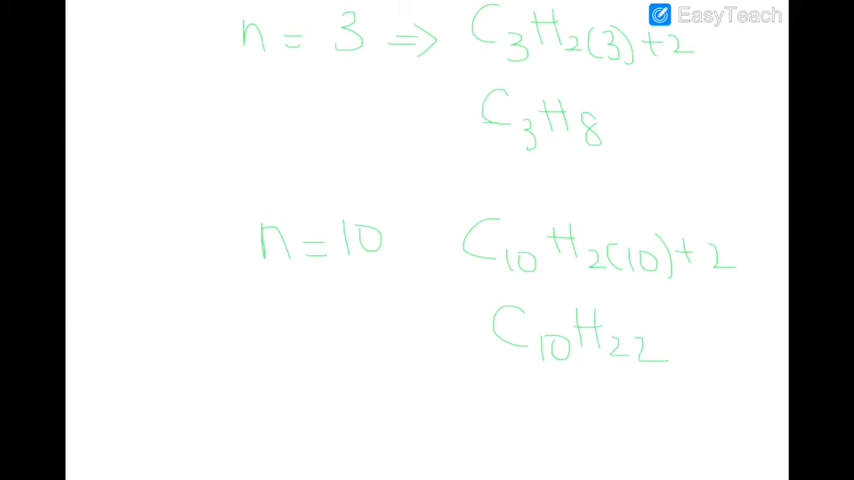 EasyTeach
n = 3 ⇒ C₃H₂₍₃₎₊₂
C₃H₈
n = 10 C₁₀H₂₍₁₀₎₊₂
C₁₀H₂₂